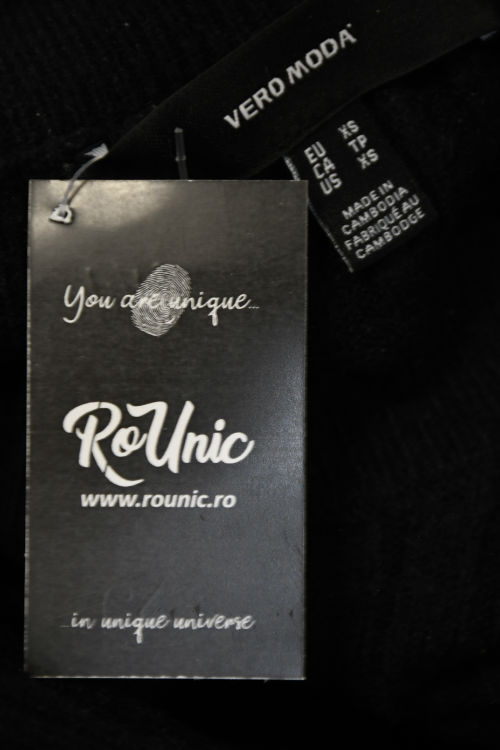 VERO MODA
EU XS
CA TP
US XS
MADE IN
CAMBODIA
FABRIQUÉ AU
CAMBODGE
You are unique...
RoUnic
www.rounic.ro
...in unique universe